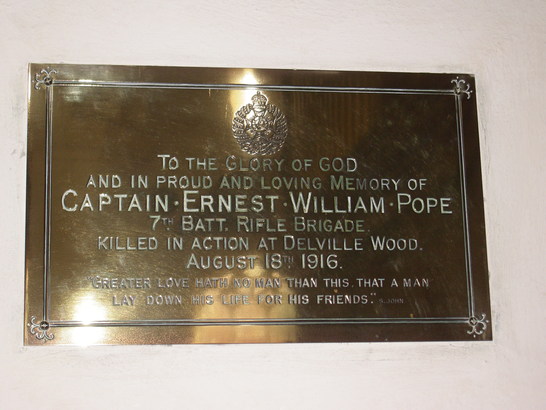 TO THE GLORY OF GOD
AND IN PROUD AND LOVING MEMORY OF
CAPTAIN · ERNEST · WILLIAM · POPE
7TH BATT. RIFLE BRIGADE.
KILLED IN ACTION AT DELVILLE WOOD.
AUGUST 18TH 1916.
"GREATER LOVE HATH NO MAN THAN THIS, THAT A MAN
LAY DOWN HIS LIFE FOR HIS FRIENDS." S. JOHN